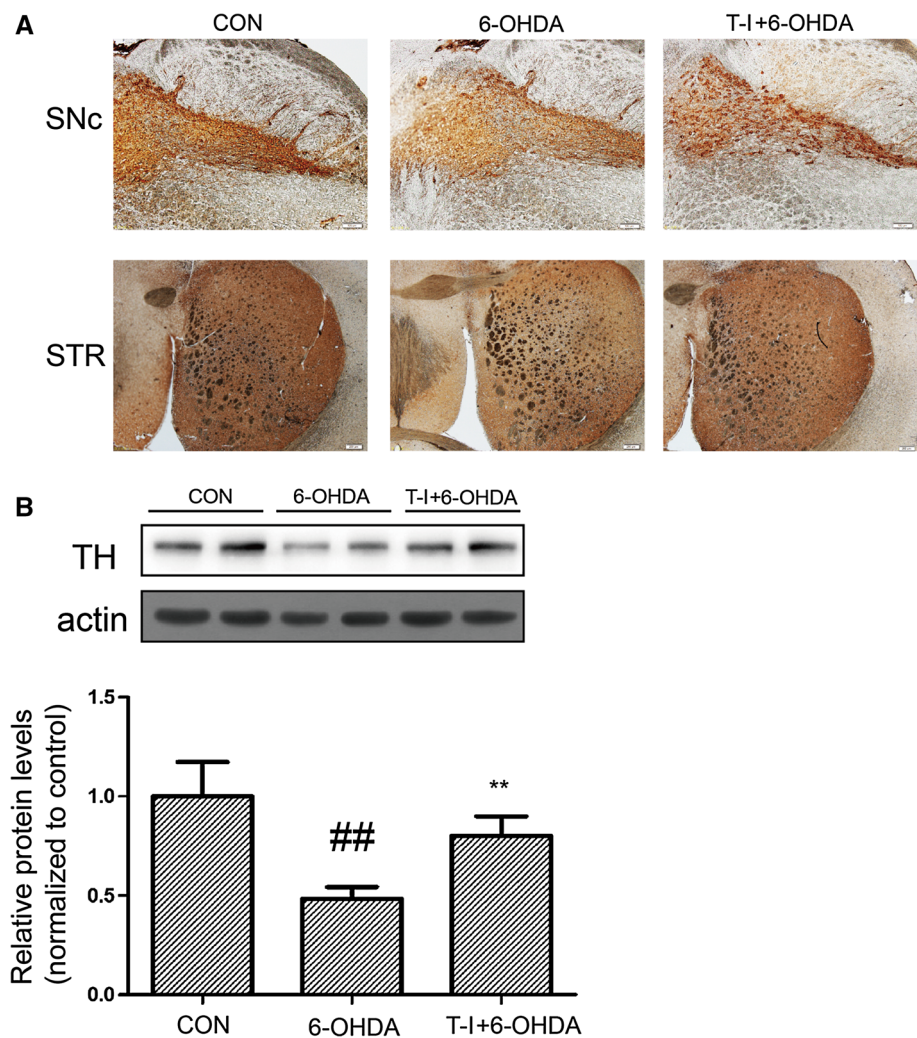 A
CON 6-OHDA T-I+6-OHDA
SNc
STR
B
CON 6-OHDA T-I+6-OHDA
TH
actin
Relative protein levels
(normalized to control)
1.5
1.0
0.5
0.0
##
**
CON 6-OHDA T-I+6-OHDA